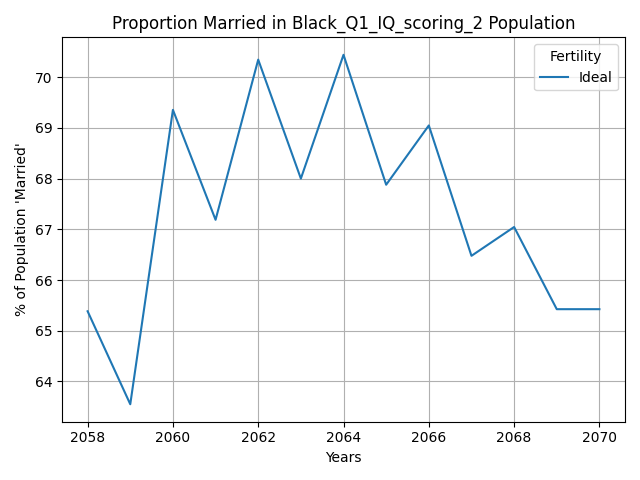 Proportion Married in Black_Q1_IQ_scoring_2 Population
% of Population 'Married'
70
69
68
67
66
65
64
Fertility
Ideal
2058 2060 2062 2064 2066 2068 2070
Years